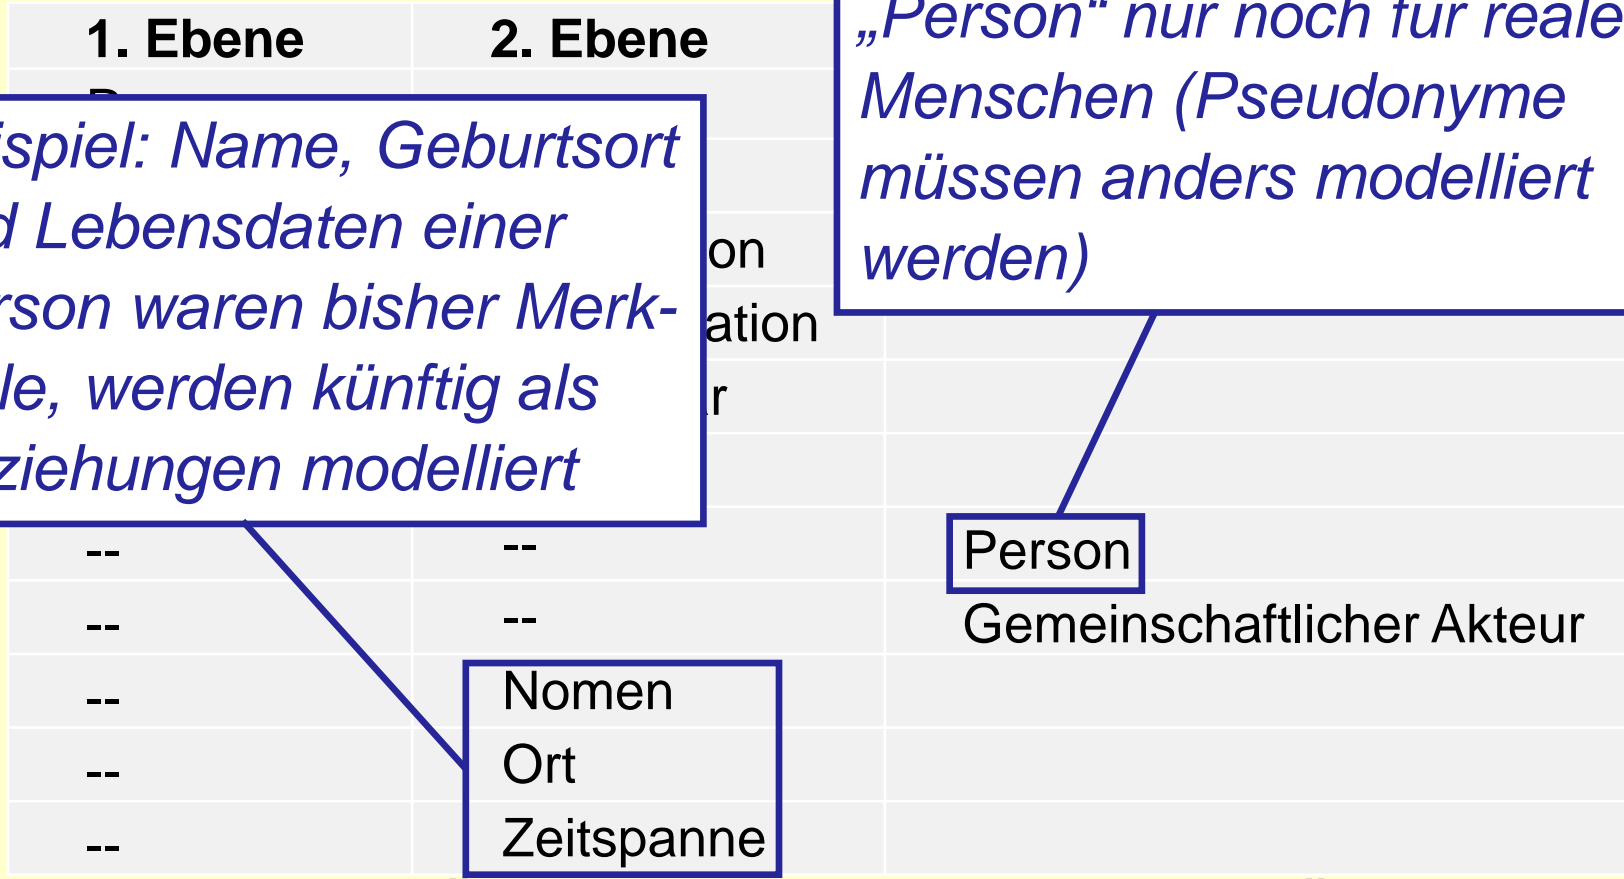 1. Ebene 2. Ebene
„Person“ nur noch für reale
Menschen (Pseudonyme
müssen anders modelliert
werden)
ispiel: Name, Geburtsort
d Lebensdaten einer
rson waren bisher Merk-
le, werden künftig als
ziehungen modelliert
on
ation
r
-- -- Person
-- -- Gemeinschaftlicher Akteur
-- Nomen
-- Ort
-- Zeitspanne